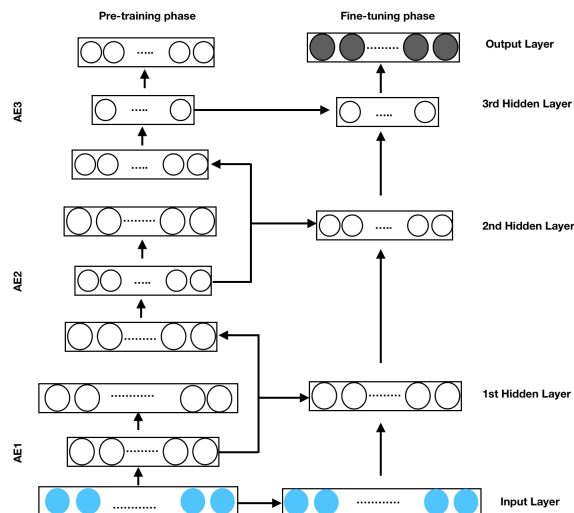 Pre-training phase
Fine-tuning phase
Output Layer
AE3
3rd Hidden Layer
2nd Hidden Layer
AE2
1st Hidden Layer
AE1
Input Layer